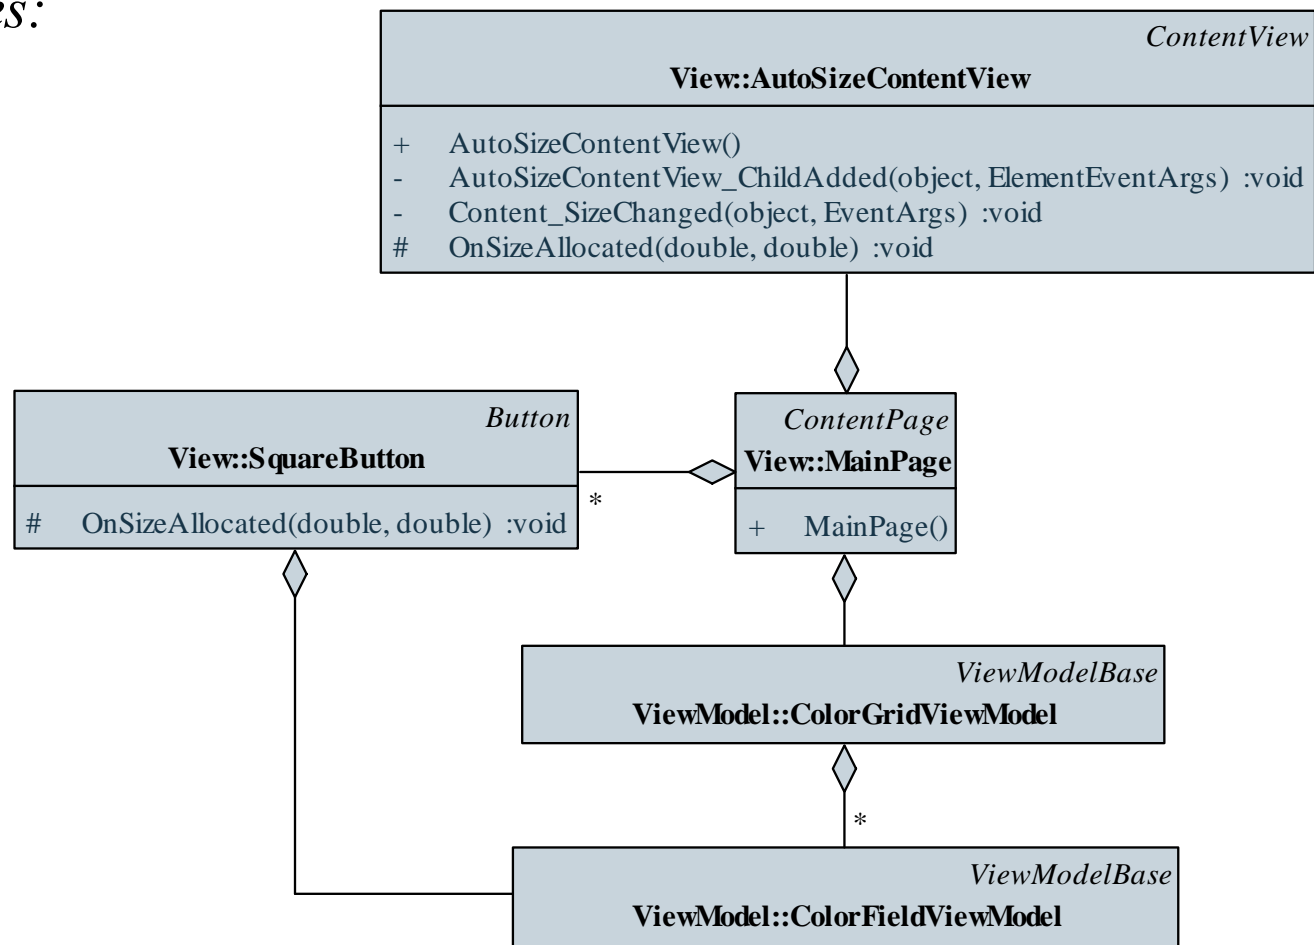 es:
ContentView
View::AutoSizeContentView
+ AutoSizeContentView()
- AutoSizeContentView_ChildAdded(object, ElementEventArgs) :void
- Content_SizeChanged(object, EventArgs) :void
# OnSizeAllocated(double, double) :void
Button
View::SquareButton
# OnSizeAllocated(double, double) :void
*
ContentPage
View::MainPage
+ MainPage()
ViewModelBase
ViewModel::ColorGridViewModel
*
ViewModelBase
ViewModel::ColorFieldViewModel